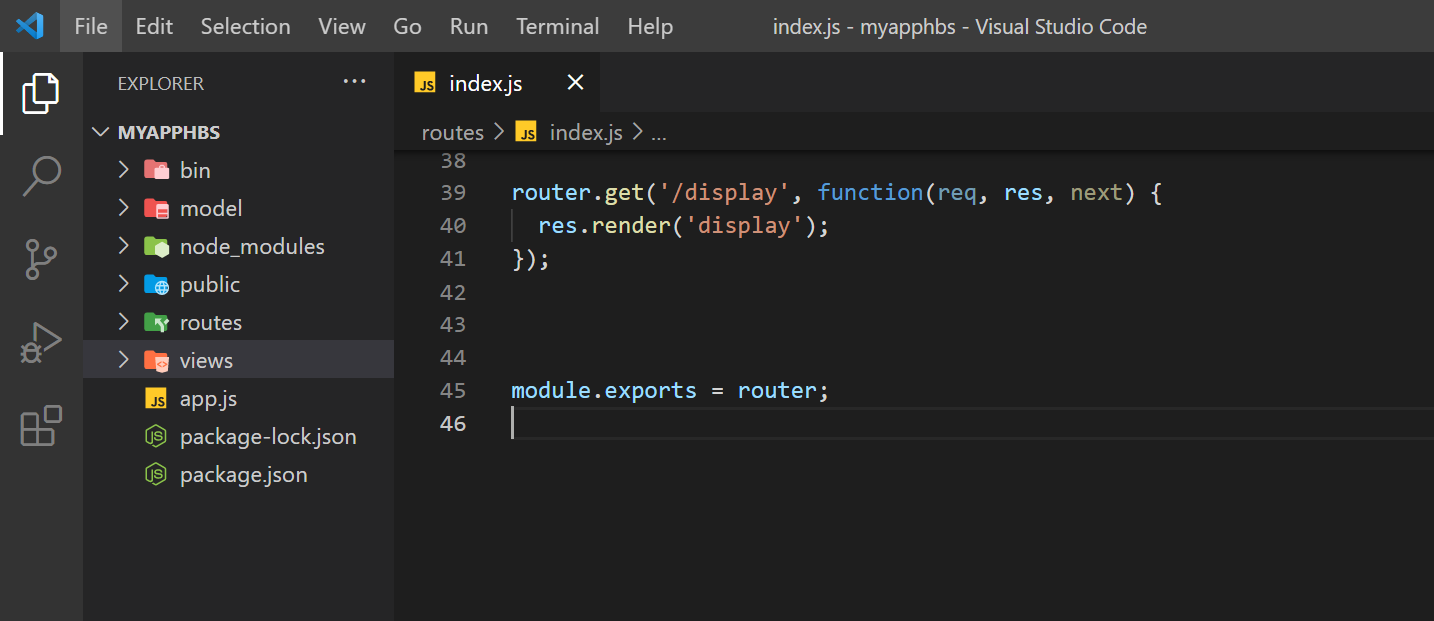 File Edit Selection View Go Run Terminal Help index.js - myapphbs - Visual Studio Code
EXPLORER
MYAPPHBS
bin
model
node_modules
public
routes
views
JS app.js
JS package-lock.json
JS package.json
JS index.js
routes > JS index.js > ...
38
39 router.get('/display', function(req, res, next) {
40 res.render('display');
41 });
42
43
44
45 module.exports = router;
46